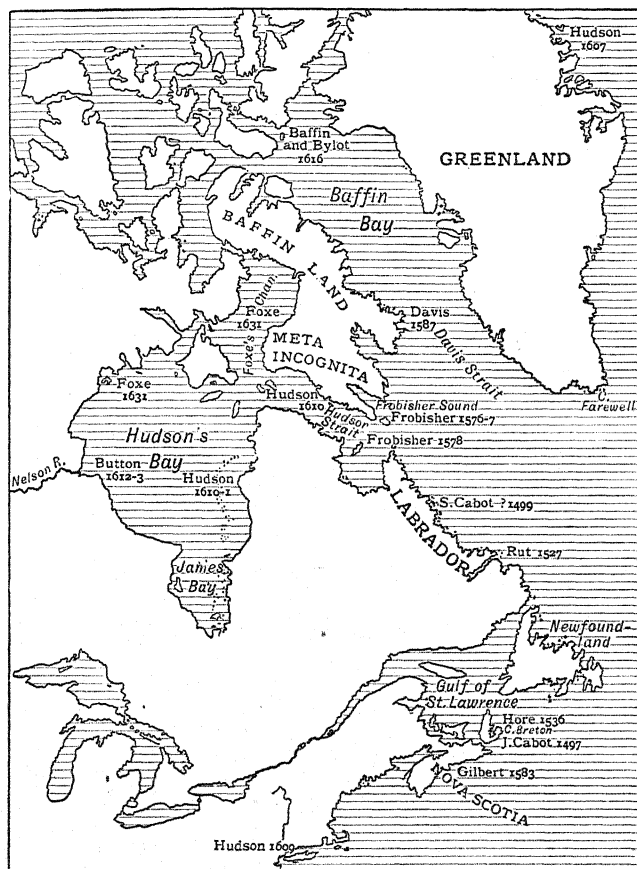 Hudson
1607
Baffin
and Bylot
1616
GREENLAND
Baffin
Bay
BAFFIN LAND
Chan.
Foxe
1631
Foxe's
Davis
1587
Davis Strait
META
INCOGNITA
Foxe
1631
Hudson
1610
Hudson
Strait
Frobisher Sound
Frobisher 1576-7
C.
Farewell
Frobisher 1578
Hudson's
Bay
Nelson R.
Button
1612-3
Hudson
1610-1
S.Cabot ?1499
LABRADOR
Rut 1527
James
Bay
Newfound-
land
Gulf of
St. Lawrence
Hore 1536
C. Breton
J. Cabot 1497
Gilbert 1583
NOVA SCOTIA
Hudson 1609